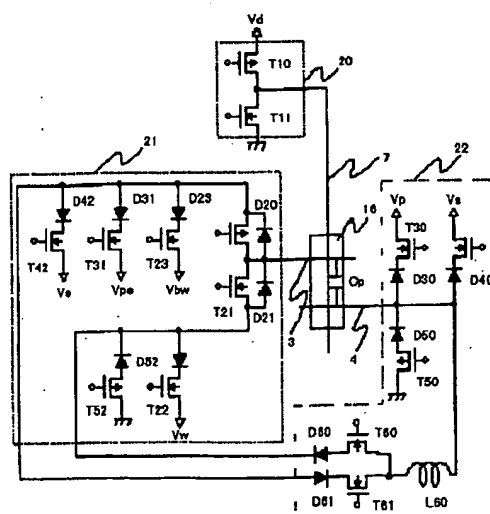 Vd
20
T10
T11
21
7
22
D42
D31
D23
D20
16
Vp
Vs
T30
T42
T31
T23
T21
Cp
D30
D40
Vs
Vpe
Vbw
D21
3
4
D50
D52
T50
T52
T22
Vw
D60
T60
D61
T61
L60